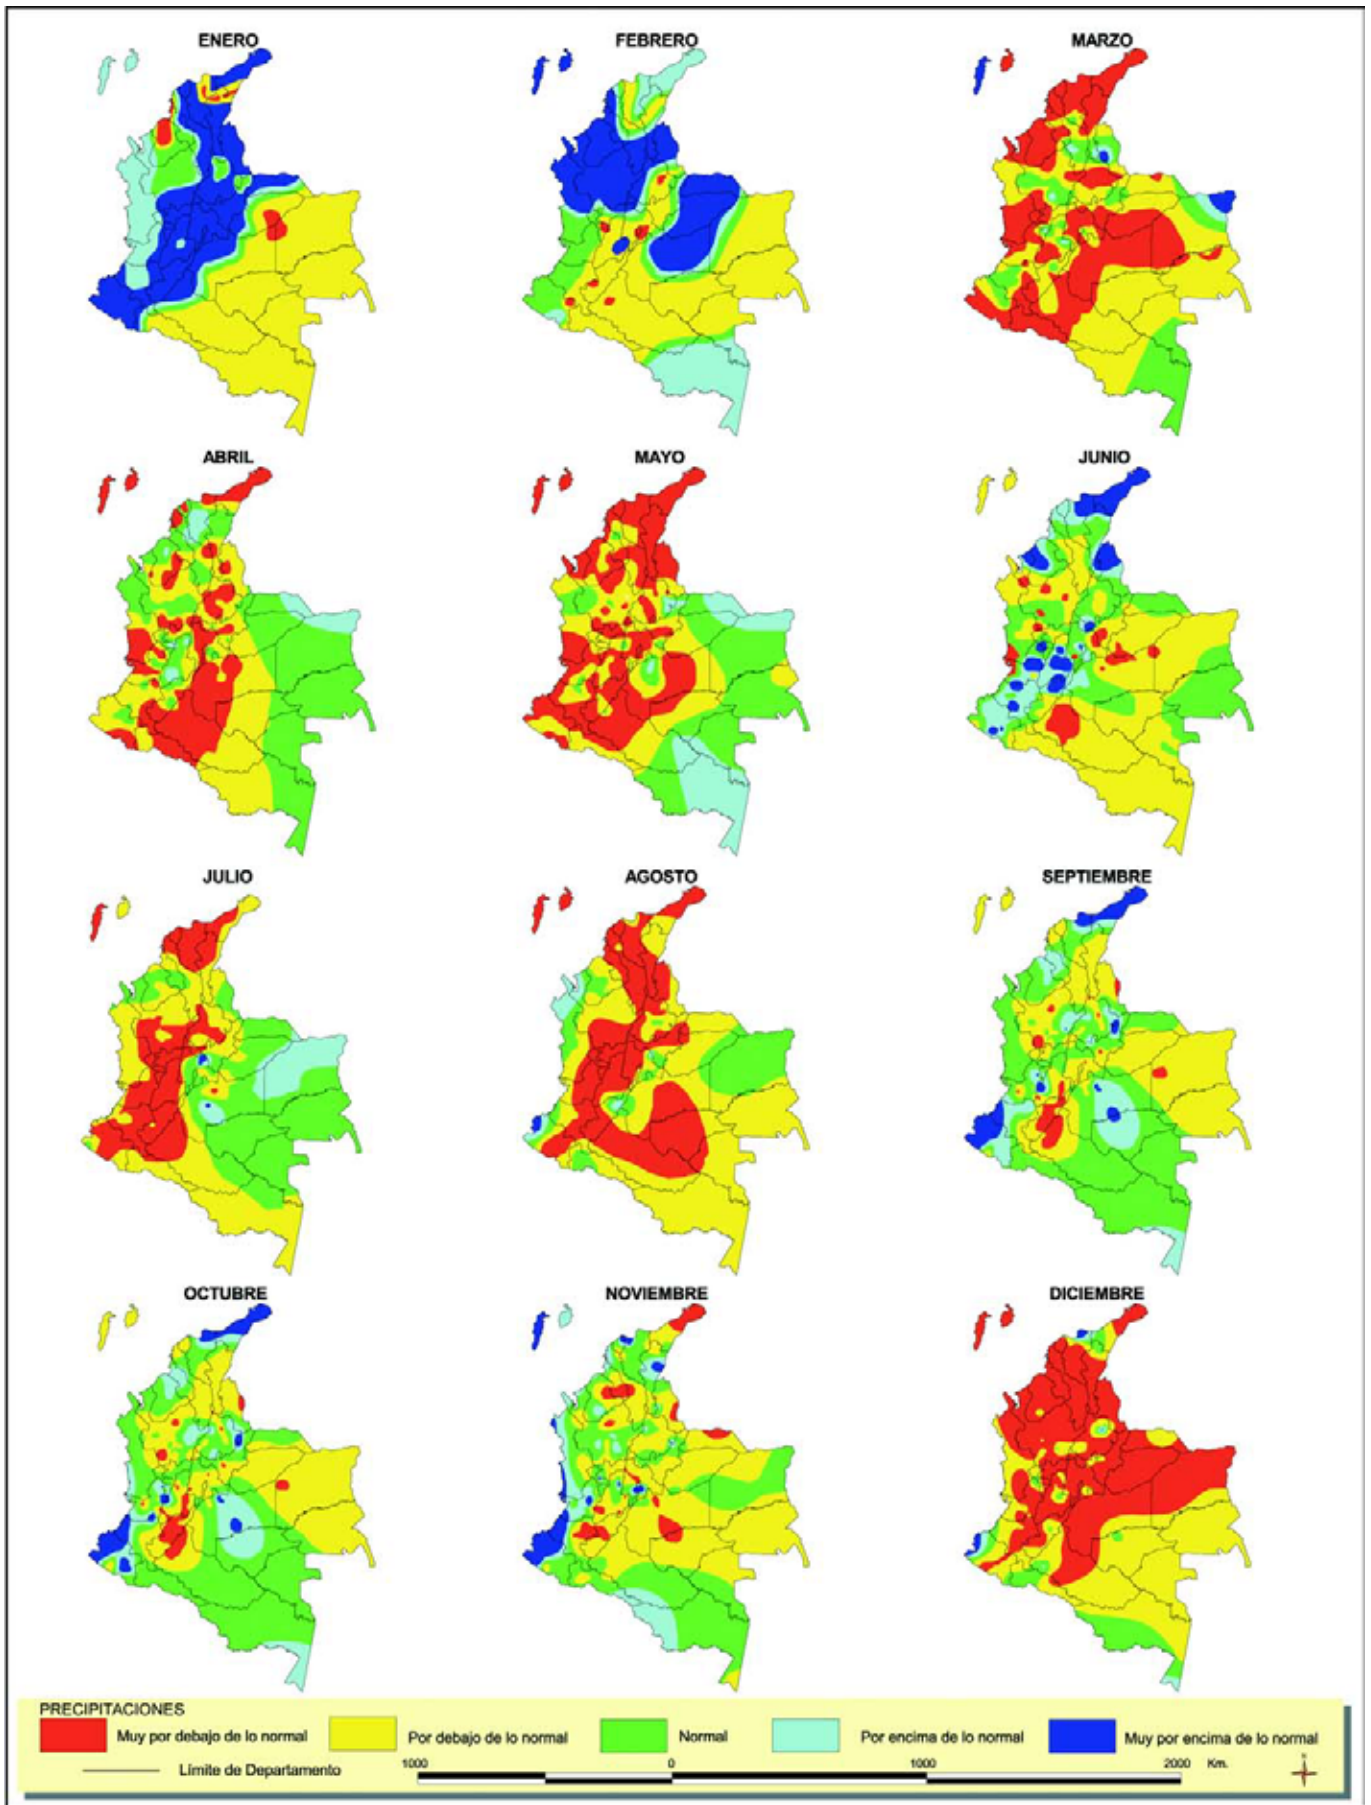 ENERO
FEBRERO
MARZO
ABRIL
MAYO
JUNIO
JULIO
AGOSTO
SEPTIEMBRE
OCTUBRE
NOVIEMBRE
DICIEMBRE
PRECIPITACIONES
Muy por debajo de lo normal
Por debajo de lo normal
Normal
Por encima de lo normal
Muy por encima de lo normal
Límite de Departamento
1000 0 1000 2000 Km.